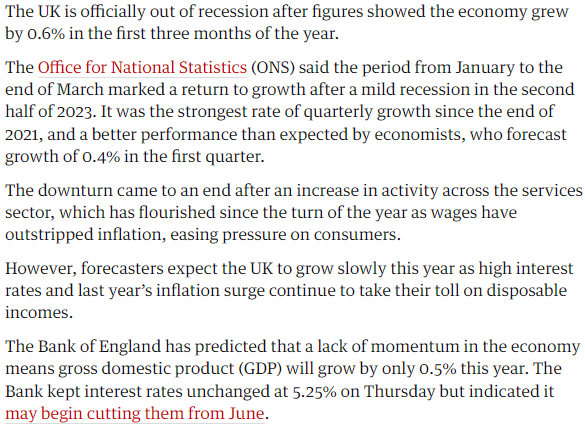 The UK is officially out of recession after figures showed the economy grew
by 0.6% in the first three months of the year.
The Office for National Statistics (ONS) said the period from January to the
end of March marked a return to growth after a mild recession in the second
half of 2023. It was the strongest rate of quarterly growth since the end of
2021, and a better performance than expected by economists, who forecast
growth of 0.4% in the first quarter.
The downturn came to an end after an increase in activity across the services
sector, which has flourished since the turn of the year as wages have
outstripped inflation, easing pressure on consumers.
However, forecasters expect the UK to grow slowly this year as high interest
rates and last year’s inflation surge continue to take their toll on disposable
incomes.
The Bank of England has predicted that a lack of momentum in the economy
means gross domestic product (GDP) will grow by only 0.5% this year. The
Bank kept interest rates unchanged at 5.25% on Thursday but indicated it
may begin cutting them from June.